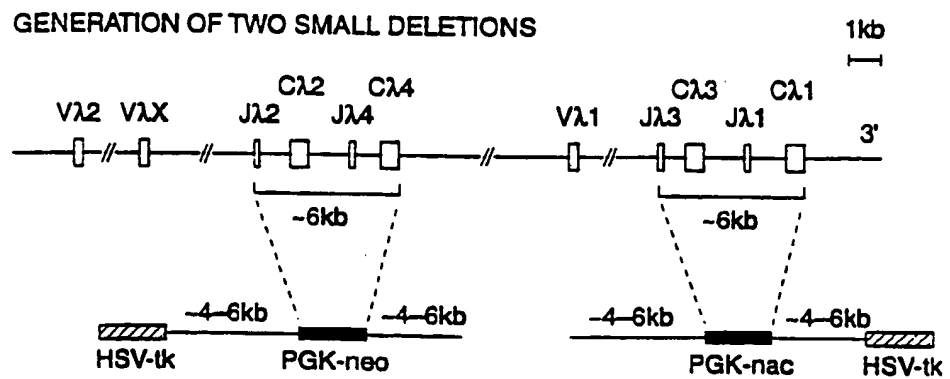 GENERATION OF TWO SMALL DELETIONS
1kb
Vλ2 VλX Jλ2 Cλ2 Jλ4 Cλ4 Vλ1 Jλ3 Cλ3 Jλ1 Cλ1 3'
~6kb ~6kb
~4–6kb ~4–6kb ~4–6kb ~4–6kb
HSV-tk PGK-neo PGK-nac HSV-tk